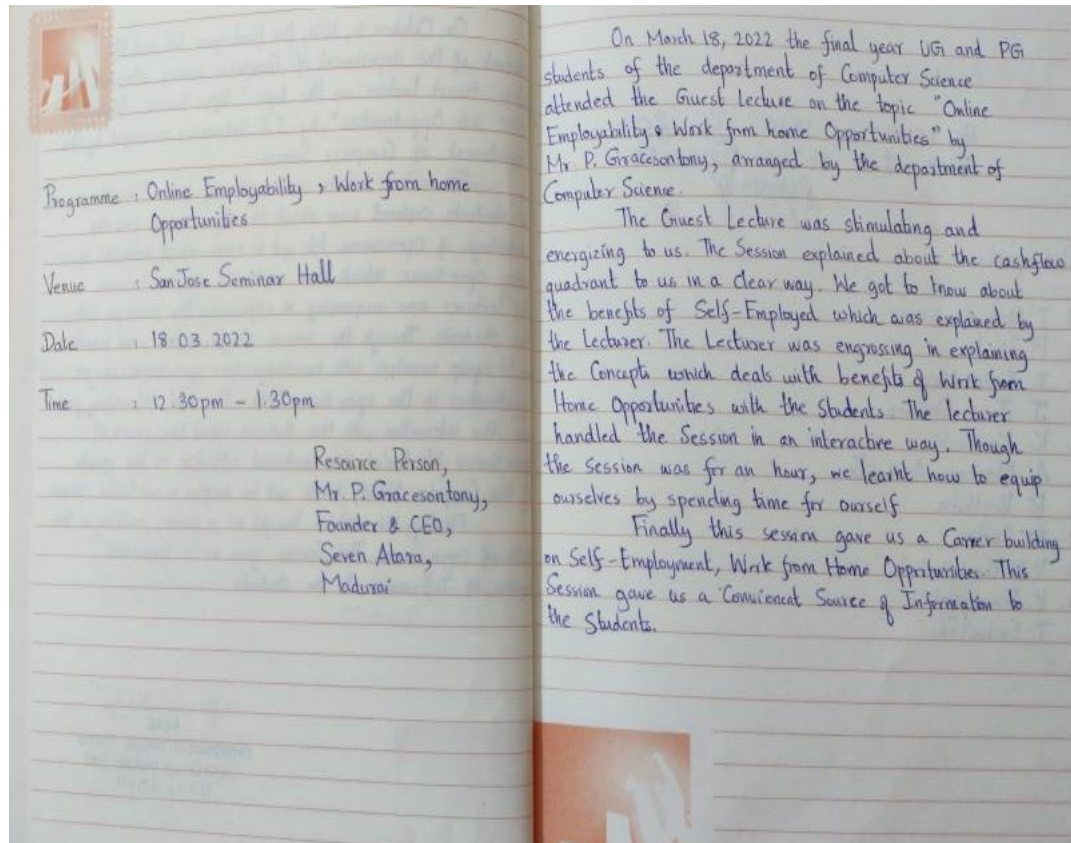 Programme : Online Employability , Work from home
Opportunities
Venue : San Jose Seminar Hall
Date : 18.03.2022
Time : 12.30pm - 1.30pm
Resource Person,
Mr. P. Gracesontony,
Founder & CEO,
Seven Atara,
Madurai
On March 18, 2022 the final year UG and PG
students of the department of Computer Science
attended the Guest lecture on the topic "Online
Employability & Work from home Opportunities" by
Mr. P. Gracesontony, arranged by the department of
Computer Science.
The Guest Lecture was stimulating and
energizing to us. The Session explained about the cashflow
quadrant to us in a clear way. We got to know about
the benefits of Self-Employed which was explained by
the Lecturer. The Lecturer was engrossing in explaining
the Concepts which deals with benefits of Work from
Home Opportunities with the Students. The lecturer
handled the Session in an interactive way. Though
the session was for an hour, we learnt how to equip
ourselves by spending time for ourself
Finally this session gave us a Career building
on Self-Employment, Work from Home Opportunities. This
Session gave us a Convienent Source of Information to
the Students.